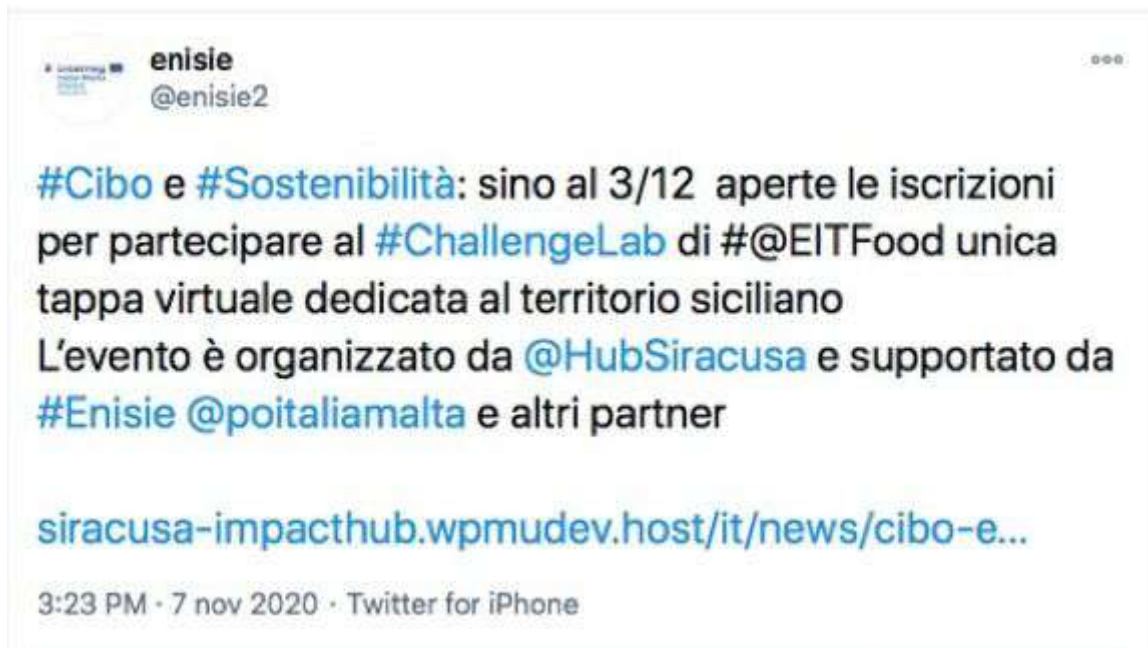 enisie
@enisie2
#Cibo e #Sostenibilità: sino al 3/12 aperte le iscrizioni
per partecipare al #ChallengeLab di #@EITFood unica
tappa virtuale dedicata al territorio siciliano
L'evento è organizzato da @HubSiracusa e supportato da
#Enisie @poitaliamalta e altri partner
siracusa-impacthub.wpmudev.host/it/news/cibo-e...
3:23 PM · 7 nov 2020 · Twitter for iPhone